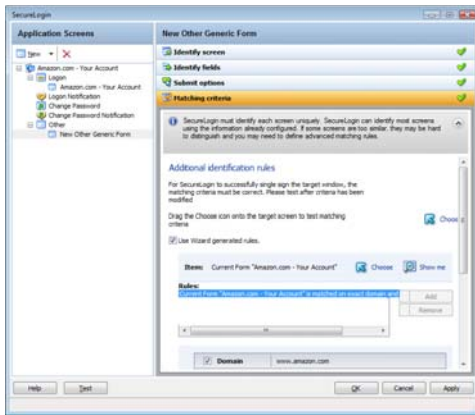 SecureLogin
Application Screens
New Other Generic Form
New
Amazon.com - Your Account
Logon
Amazon.com - Your Account
Logon Notification
Change Password
Change Password Notification
Other
New Other Generic Form
Identify screen
Identify fields
Submit options
Matching criteria
SecureLogin must identify each screen uniquely. SecureLogin can identify most screens
using the information already configured. If some screens are too similar, they may be hard
to distinguish and you may need to define advanced matching rules.
Additional identification rules
For SecureLogin to successfully single sign the target window, the
matching criteria must be correct. Please test after criteria has been
modified
Drag the Choose icon onto the target screen to test matching
criteria
Choose
Use Wizard generated rules.
Item: Current Form "Amazon.com - Your Account" Choose Show me
Rules:
Current Form "Amazon.com - Your Account" is matched on exact domain and
Add
Remove
Domain www.amazon.com
Help Test OK Cancel Apply